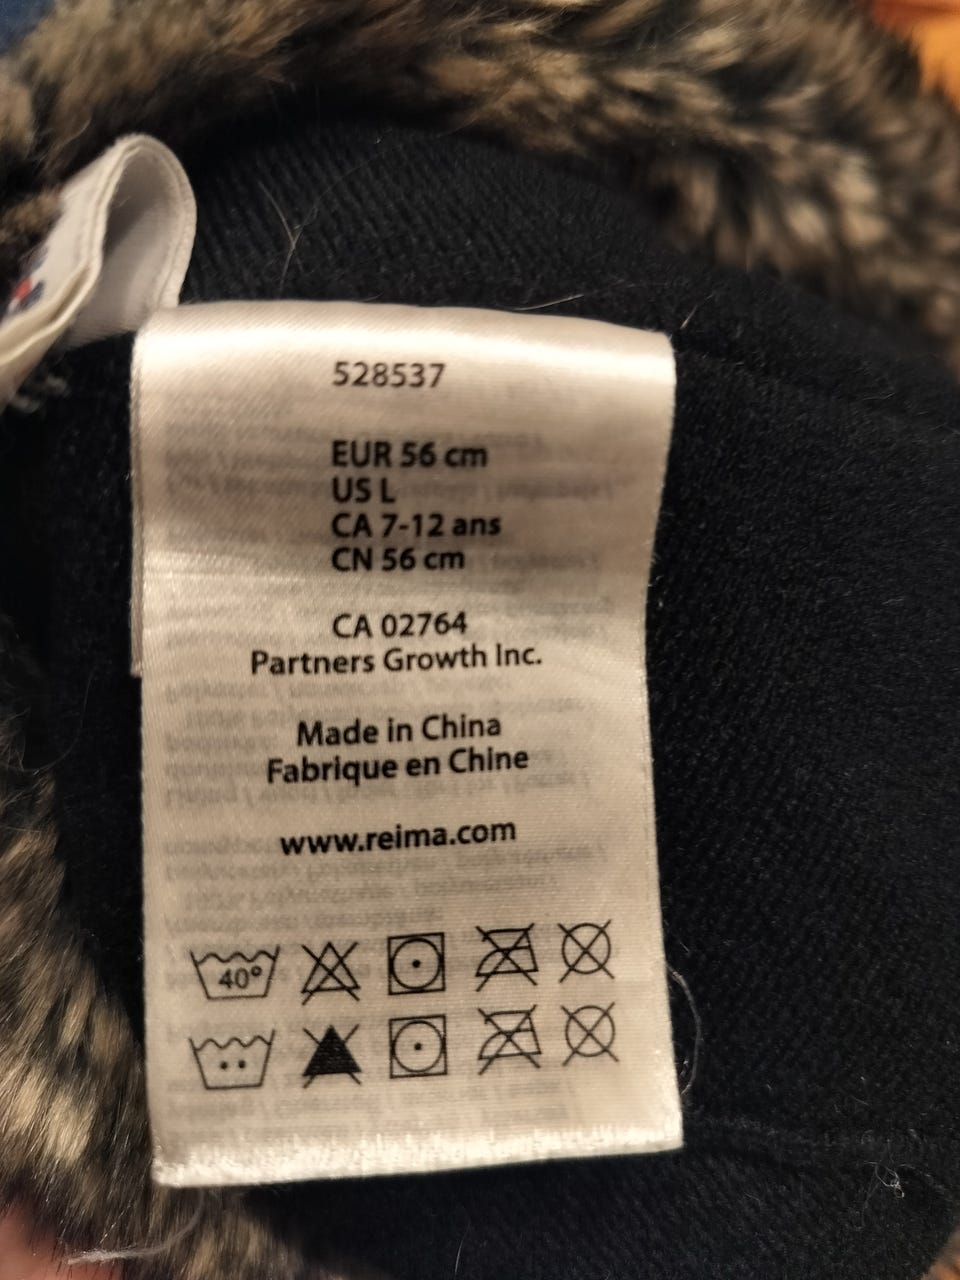 528537
EUR 56 cm
US L
CA 7-12 ans
CN 56 cm
CA 02764
Partners Growth Inc.
Made in China
Fabrique en Chine
www.reima.com
40°